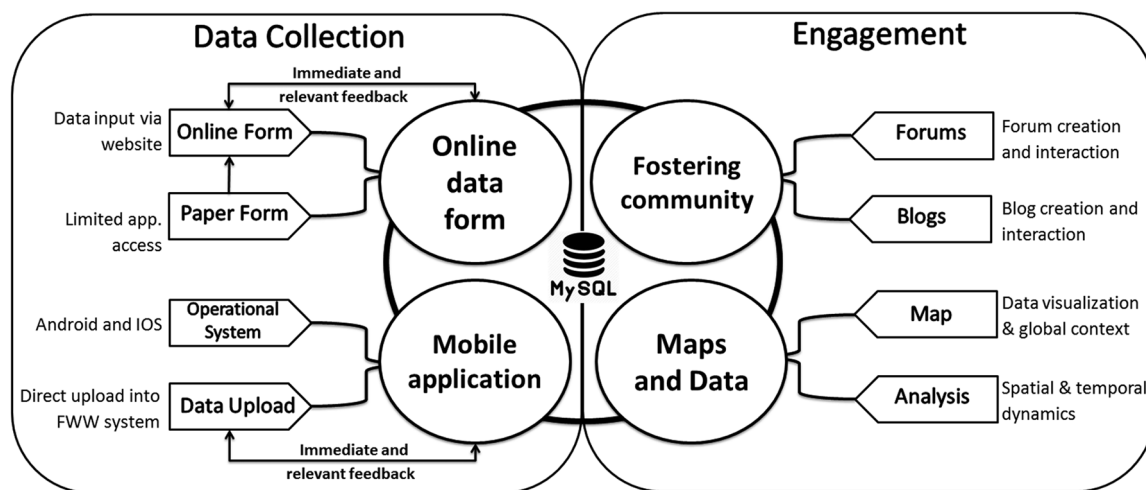 Data Collection
Immediate and
relevant feedback
Data input via
website
Online Form
Limited app.
access
Paper Form
Online
data
form
Android and IOS
Operational
System
Direct upload into
FWW system
Data Upload
Mobile
application
Immediate and
relevant feedback
MySQL
Engagement
Fostering
community
Forums
Forum creation
and interaction
Blogs
Blog creation and
interaction
Maps
and Data
Map
Data visualization
& global context
Analysis
Spatial & temporal
dynamics